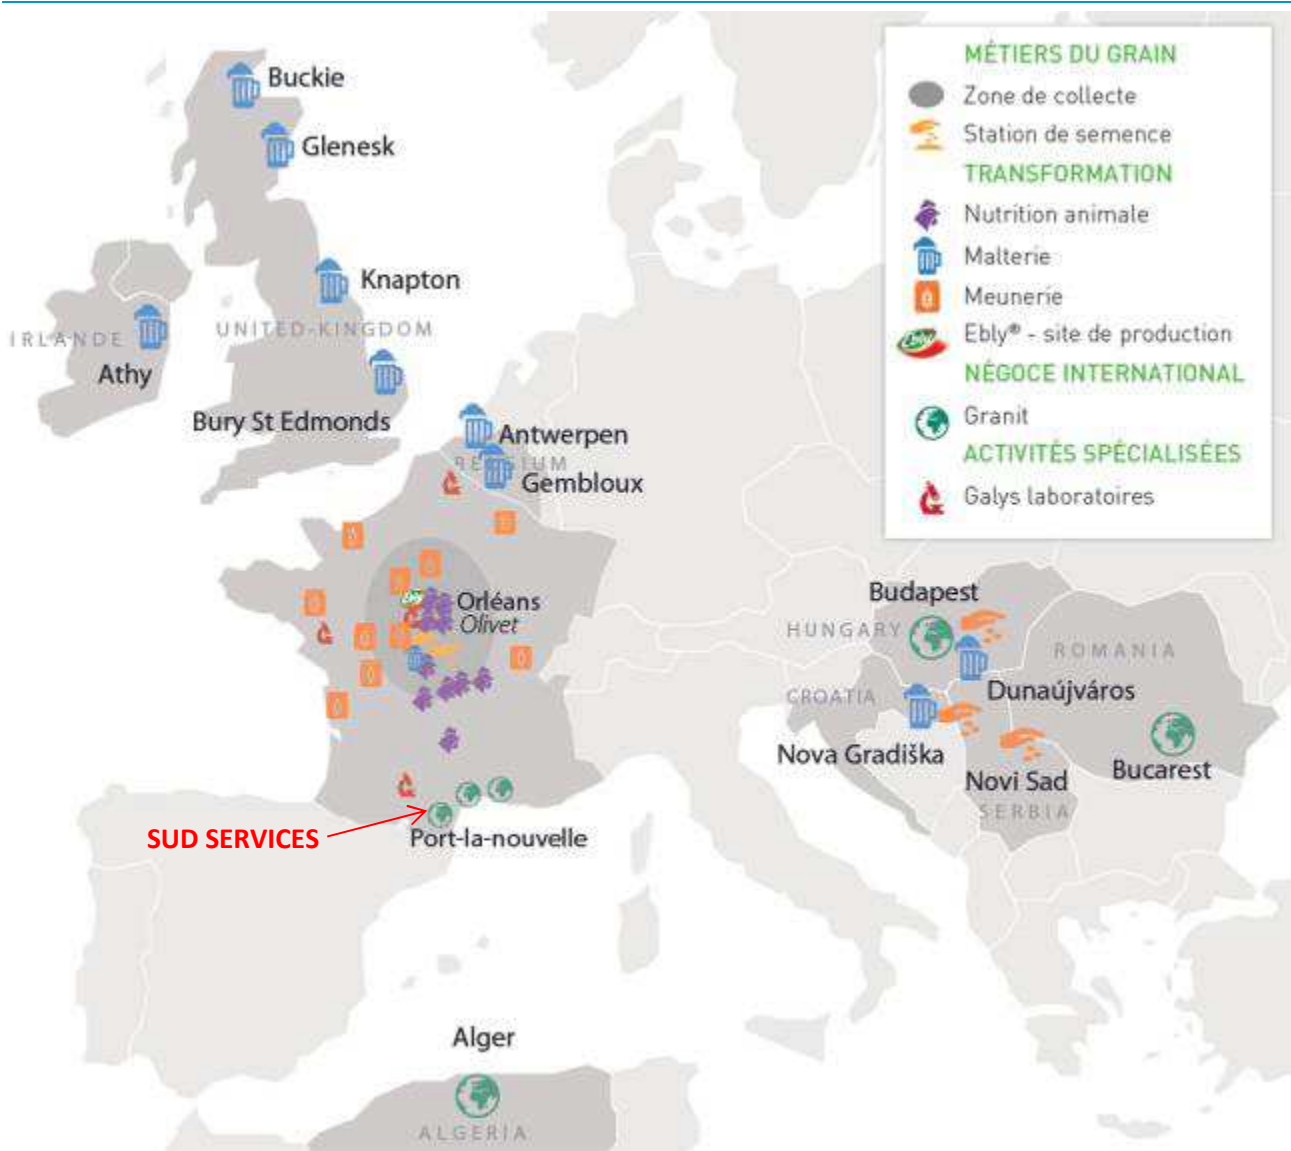 MÉTIERS DU GRAIN
Zone de collecte
Station de semence
TRANSFORMATION
Nutrition animale
Malterie
Meunerie
Ebly
Ebly® - site de production
NÉGOCE INTERNATIONAL
Granit
ACTIVITÉS SPÉCIALISÉES
Galys laboratoires
Buckie
Glenesk
Knapton
IRLANDE
UNITED-KINGDOM
Athy
Bury St Edmonds
Antwerpen
BELGIUM
Gembloux
Ebly
Orléans
Olivet
Budapest
HUNGARY
ROMANIA
CROATIA
Dunaújváros
Nova Gradiška
Novi Sad
Bucarest
SERBIA
SUD SERVICES
Port-la-nouvelle
Alger
ALGERIA